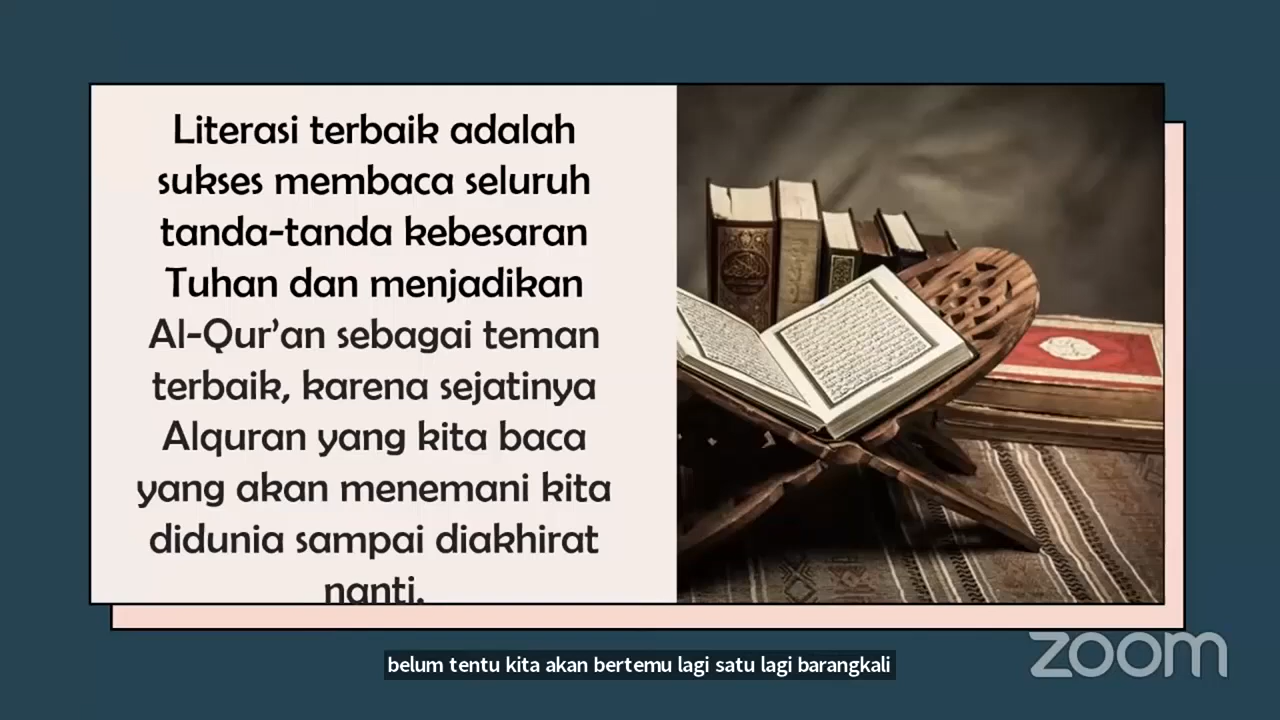 Literasi terbaik adalah
sukses membaca seluruh
tanda-tanda kebesaran
Tuhan dan menjadikan
Al-Qur’an sebagai teman
terbaik, karena sejatinya
Alquran yang kita baca
yang akan menemani kita
didunia sampai diakhirat
nanti.
zoom
belum tentu kita akan bertemu lagi satu lagi barangkali